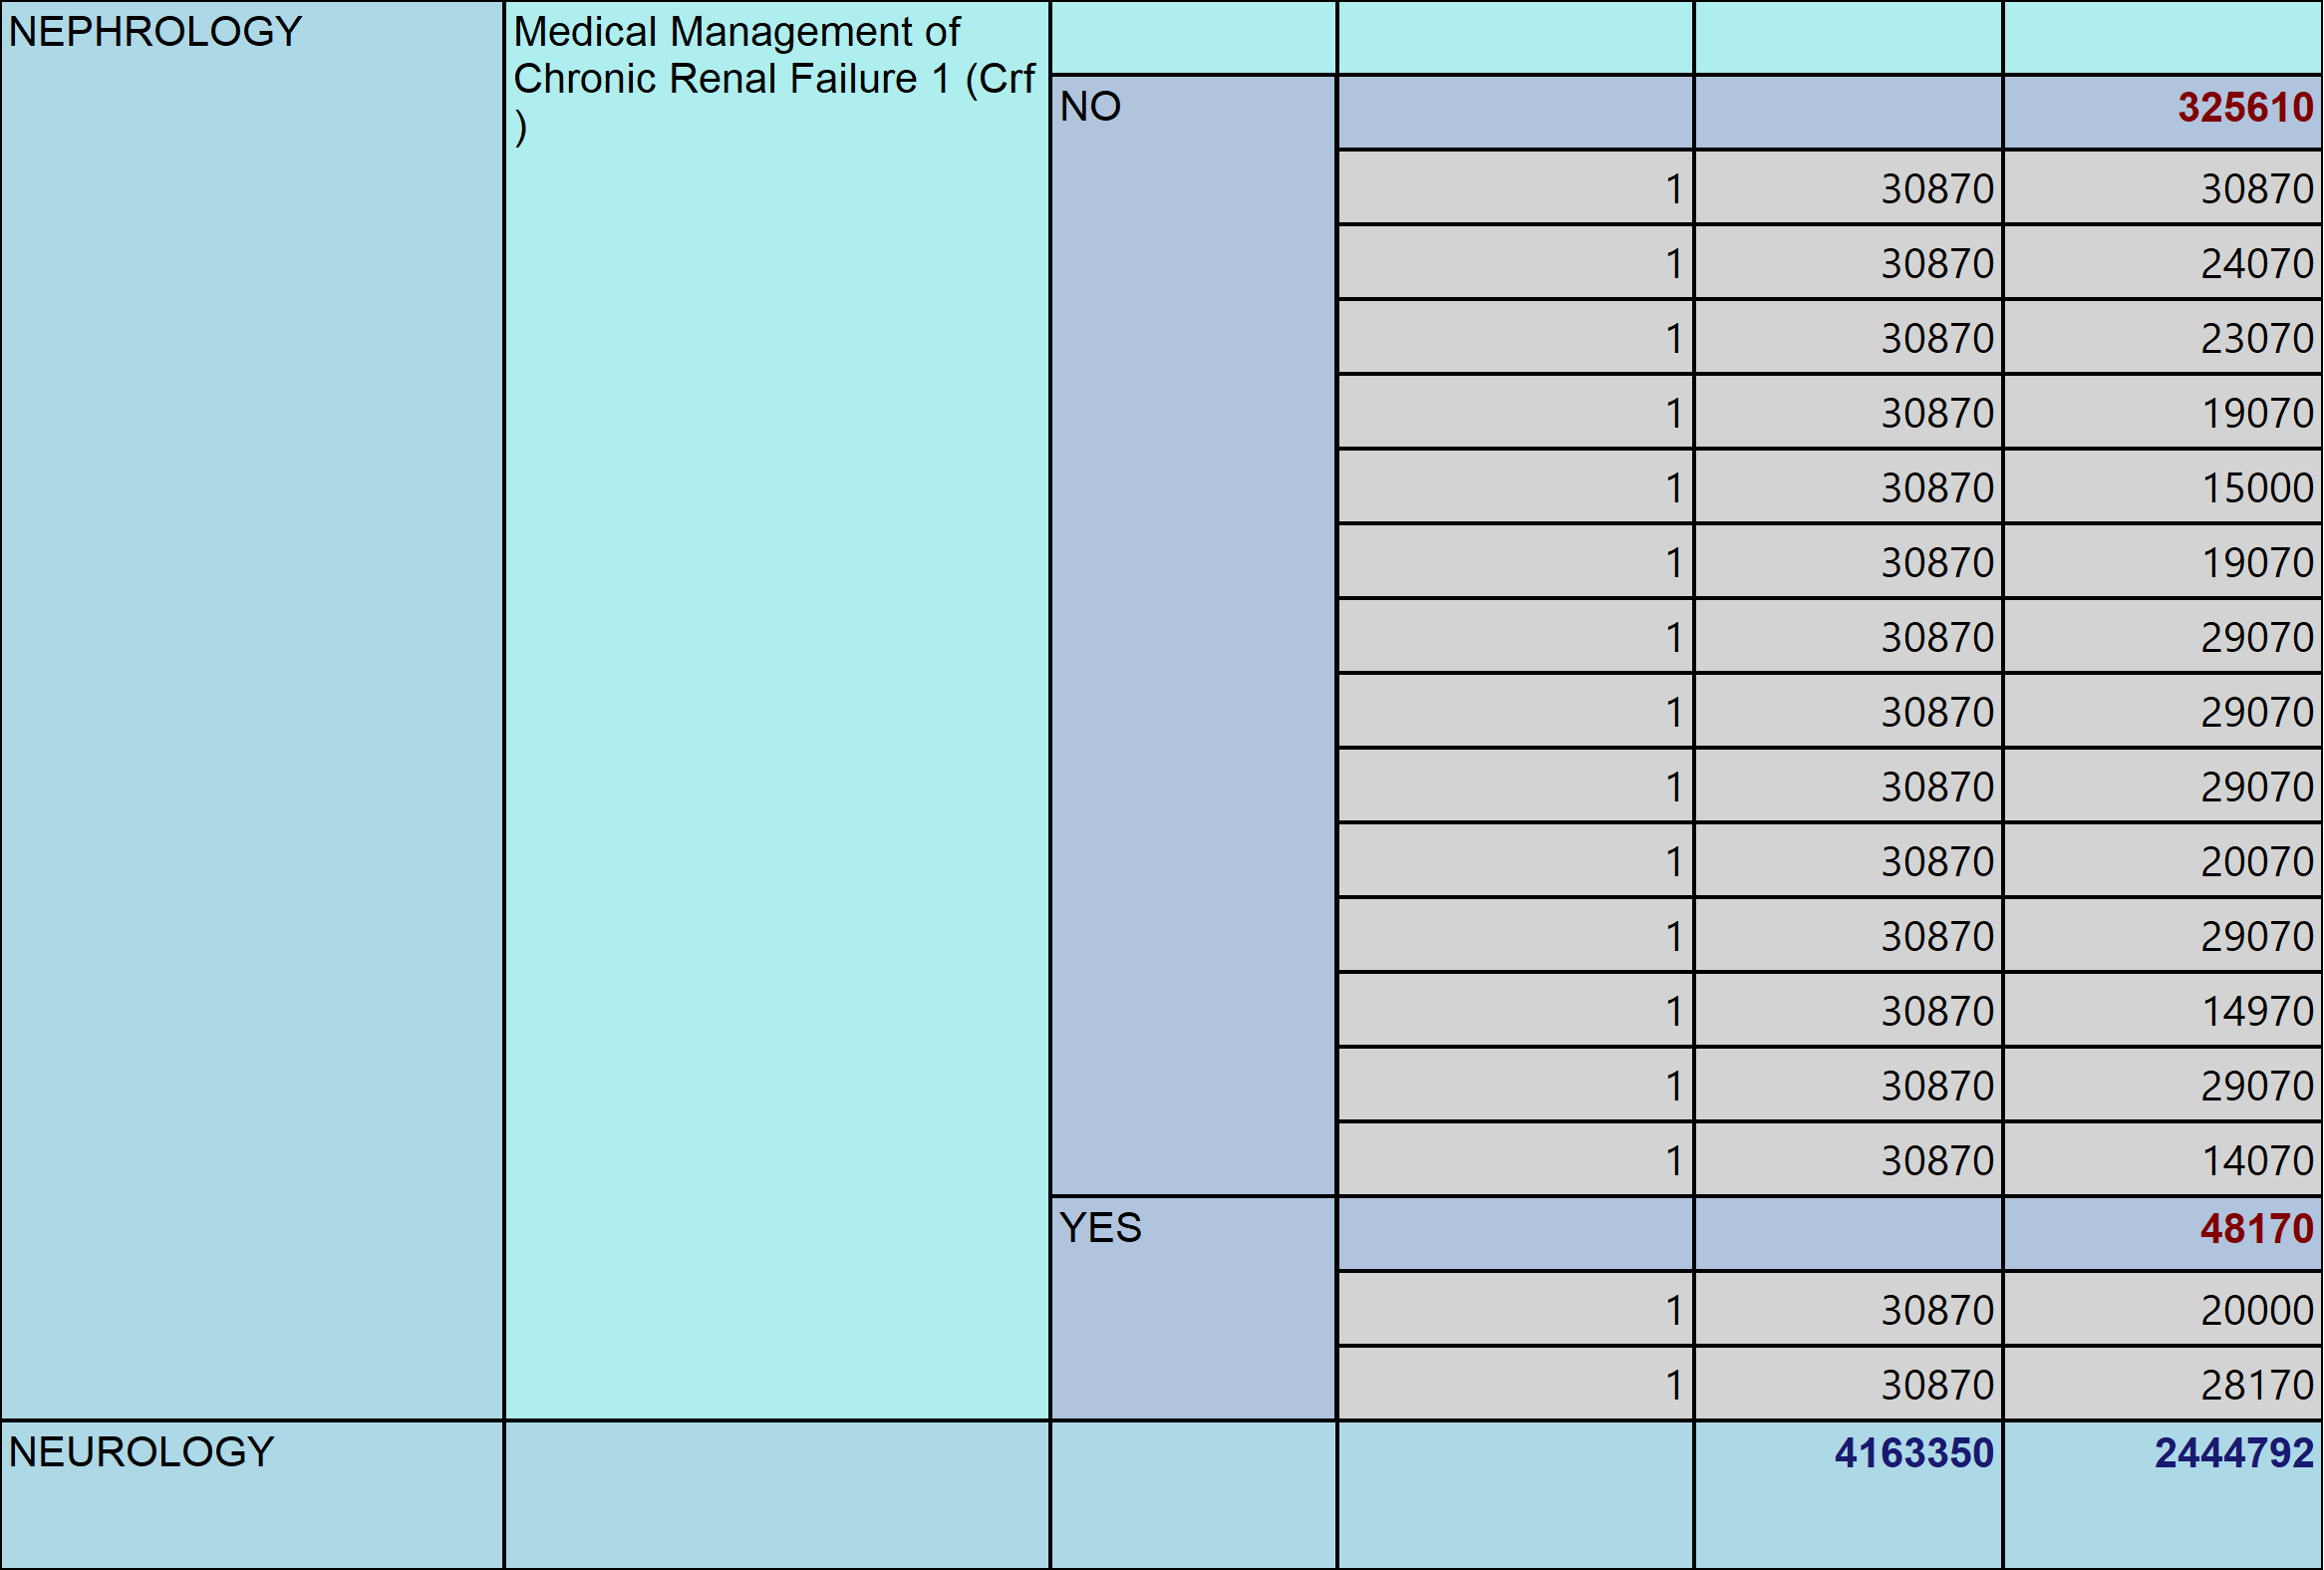 NEPHROLOGY
Medical Management of
Chronic Renal Failure 1 (Crf
)
NO
325610
1 30870 30870
1 30870 24070
1 30870 23070
1 30870 19070
1 30870 15000
1 30870 19070
1 30870 29070
1 30870 29070
1 30870 29070
1 30870 20070
1 30870 29070
1 30870 14970
1 30870 29070
1 30870 14070
YES
48170
1 30870 20000
1 30870 28170
NEUROLOGY
4163350 2444792